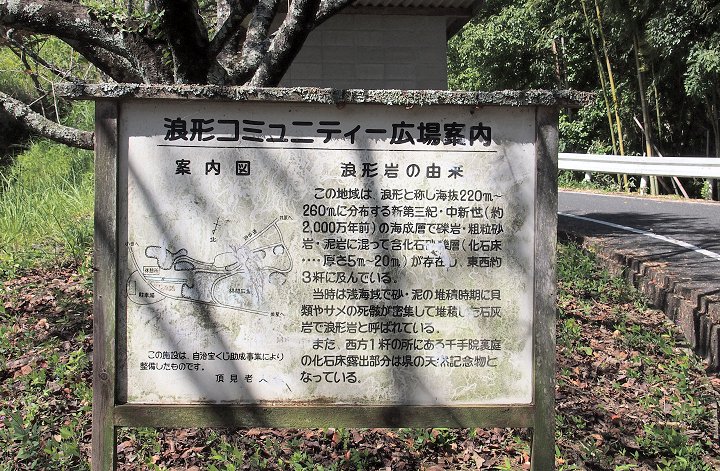 浪形コミュニティー広場案内
案内図
浪形岩の由来
この地域は、浪形と称し海抜220m〜
260mに分布する新第三紀・中新世(約
2,000万年前)の海成層で礫岩・粗粒砂
岩・泥岩に混って含化石 層(化石床
……厚さ5m〜20m)が存在し、東西約
3粁に及んでいる。
当時は浅海域で砂・泥の堆積時期に貝
類やサメの死骸が密集して堆積した石灰
岩で浪形岩と呼ばれている。
また、西方1粁の所にある千手院裏庭
の化石床露出部分は県の天然記念物と
なっている。
この施設は、自治宝くじ助成事業により
整備したものです。
頂見老人